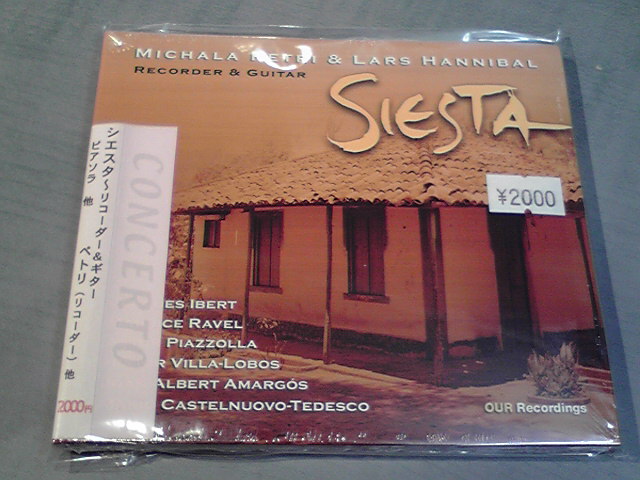 MICHALA PETRI & LARS HANNIBAL
RECORDER & GUITAR
SIESTA
¥2000
CONCERTO
シエスタ〜リコーダー&ギター
ピアソラ 他
ペトリ(リコーダー)他
2000円
ES IBERT
CE RAVEL
PIAZZOLLA
R VILLA-LOBOS
ALBERT AMARGÓS
CASTELNUOVO-TEDESCO
OUR Recordings